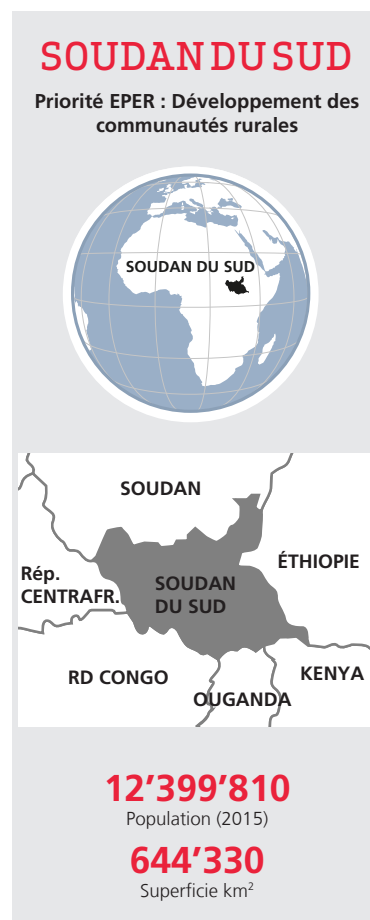 SOUDAN DU SUD
Priorité EPER : Développement des
communautés rurales
SOUDAN DU SUD
SOUDAN
ÉTHIOPIE
Rép.
CENTRAFR.
SOUDAN
DU SUD
RD CONGO
KENYA
OUGANDA
12’399’810
Population (2015)
644’330
Superficie km²